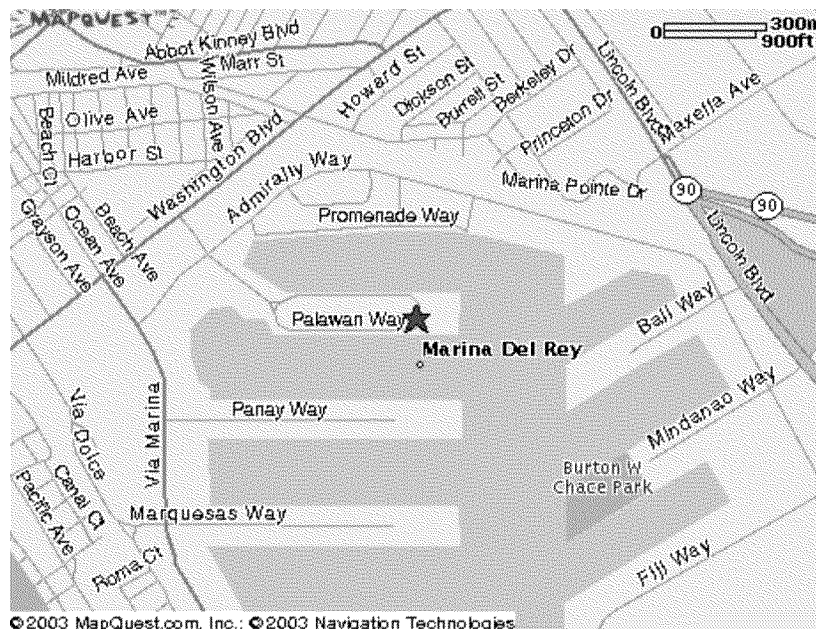 MAPQUEST
300m
0
900ft
Abbot Kinney Blvd
Marr St
Mildred Ave
Wilson Ave
Howard St
Dickson St
Burrell St
Berkeley Dr
Princeton Dr
Lincoln Blvd
Maxella Ave
Olive Ave
Beach Ct
Harbor St
Washington Blvd
Admirally Way
Marina Pointe Dr
90
90
Promenade Way
Grayson Ave
Ocean Ave
Beach Ave
Lincoln Blvd
Palawan Way
Ball Way
Marina Del Rey
Via Marina
Panay Way
Via Dolce
Mindanao Way
Burton W
Chace Park
Canal Ct
Pacific Ave
Marquesas Way
Roma Ct
Fiji Way
©2003 MapQuest.com, Inc.; ©2003 Navigation Technologies